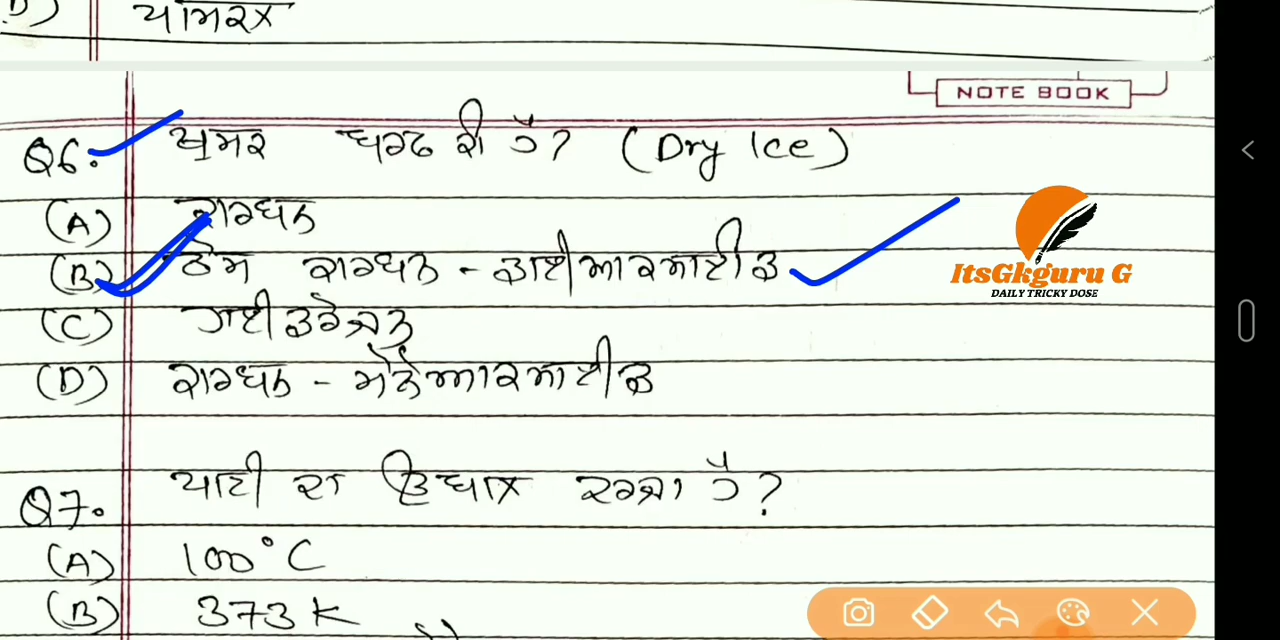 D) ਪਾਮਰX
NOTE BOOK
Q6. ਖੁਸ਼ਕ ਬਰਫ ਕੀ ਹੈ? (Dry Ice)
(A) ਕਾਰਬਨ
(B) ਠੋਸ ਕਾਰਬਨ - ਡਾਈਆਕਸਾਈਡ
ItsGkguru G
DAILY TRICKY DOSE
(C) ਹਾਈਡਰੋਜਨ
(D) ਕਾਰਬਨ - ਮੋਨੋਆਕਸਾਈਡ
Q7. ਪਾਣੀ ਦਾ ਉਬਾਲ ਦਰਜਾ ਹੈ?
(A) 100°C
(B) 373 K